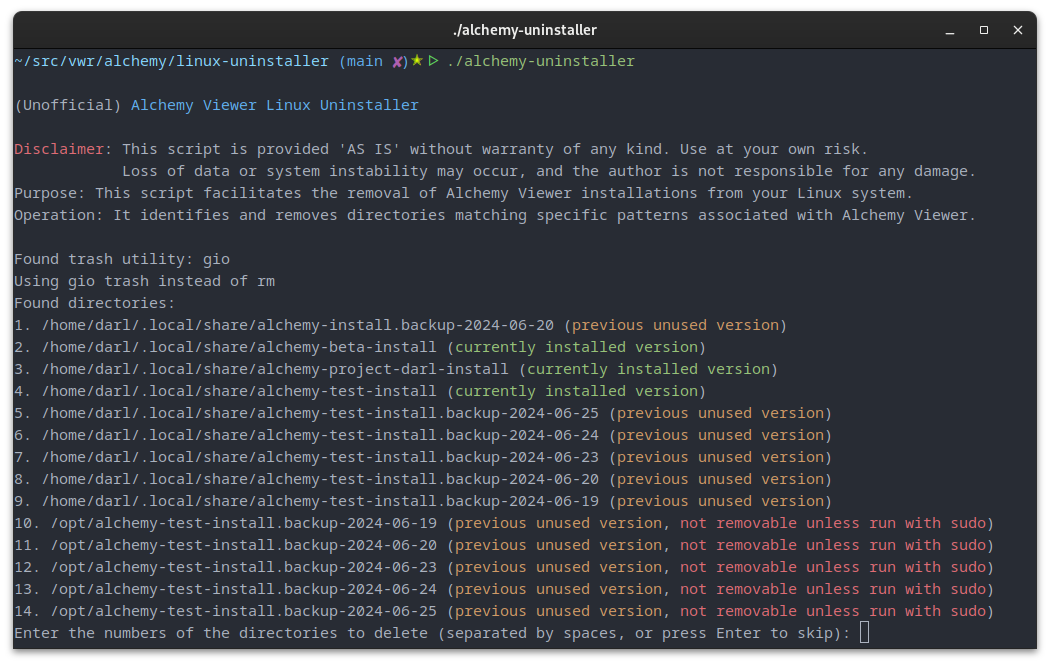 ./alchemy-uninstaller
~/src/vwr/alchemy/linux-uninstaller (main ✘)★▷ ./alchemy-uninstaller
(Unofficial) Alchemy Viewer Linux Uninstaller
Disclaimer: This script is provided 'AS IS' without warranty of any kind. Use at your own risk.
Loss of data or system instability may occur, and the author is not responsible for any damage.
Purpose: This script facilitates the removal of Alchemy Viewer installations from your Linux system.
Operation: It identifies and removes directories matching specific patterns associated with Alchemy Viewer.
Found trash utility: gio
Using gio trash instead of rm
Found directories:
1. /home/darl/.local/share/alchemy-install.backup-2024-06-20 (previous unused version)
2. /home/darl/.local/share/alchemy-beta-install (currently installed version)
3. /home/darl/.local/share/alchemy-project-darl-install (currently installed version)
4. /home/darl/.local/share/alchemy-test-install (currently installed version)
5. /home/darl/.local/share/alchemy-test-install.backup-2024-06-25 (previous unused version)
6. /home/darl/.local/share/alchemy-test-install.backup-2024-06-24 (previous unused version)
7. /home/darl/.local/share/alchemy-test-install.backup-2024-06-23 (previous unused version)
8. /home/darl/.local/share/alchemy-test-install.backup-2024-06-20 (previous unused version)
9. /home/darl/.local/share/alchemy-test-install.backup-2024-06-19 (previous unused version)
10. /opt/alchemy-test-install.backup-2024-06-19 (previous unused version, not removable unless run with sudo)
11. /opt/alchemy-test-install.backup-2024-06-20 (previous unused version, not removable unless run with sudo)
12. /opt/alchemy-test-install.backup-2024-06-23 (previous unused version, not removable unless run with sudo)
13. /opt/alchemy-test-install.backup-2024-06-24 (previous unused version, not removable unless run with sudo)
14. /opt/alchemy-test-install.backup-2024-06-25 (previous unused version, not removable unless run with sudo)
Enter the numbers of the directories to delete (separated by spaces, or press Enter to skip):